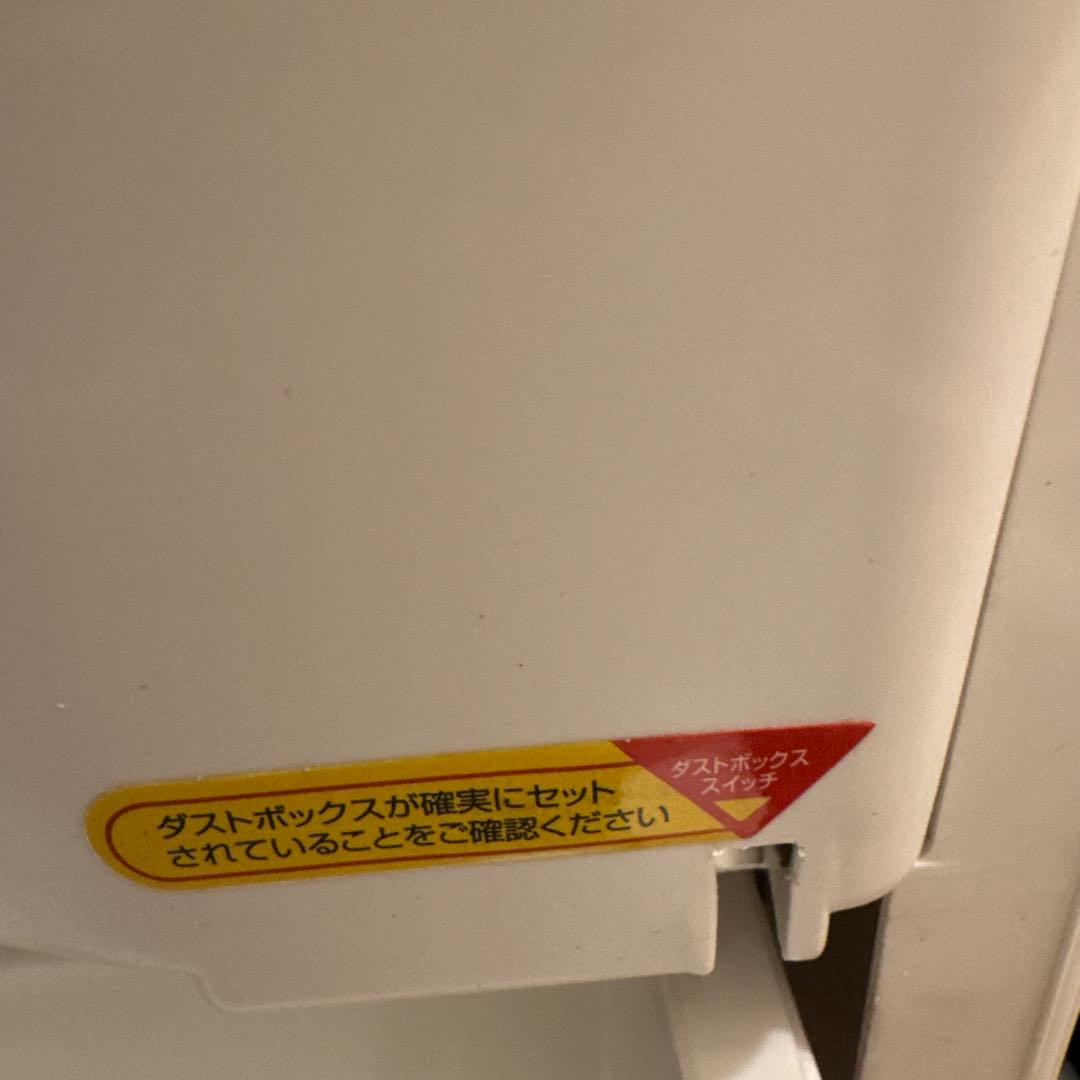 ダストボックスが確実にセット
されていることをご確認ください
ダストボックス
スイッチ